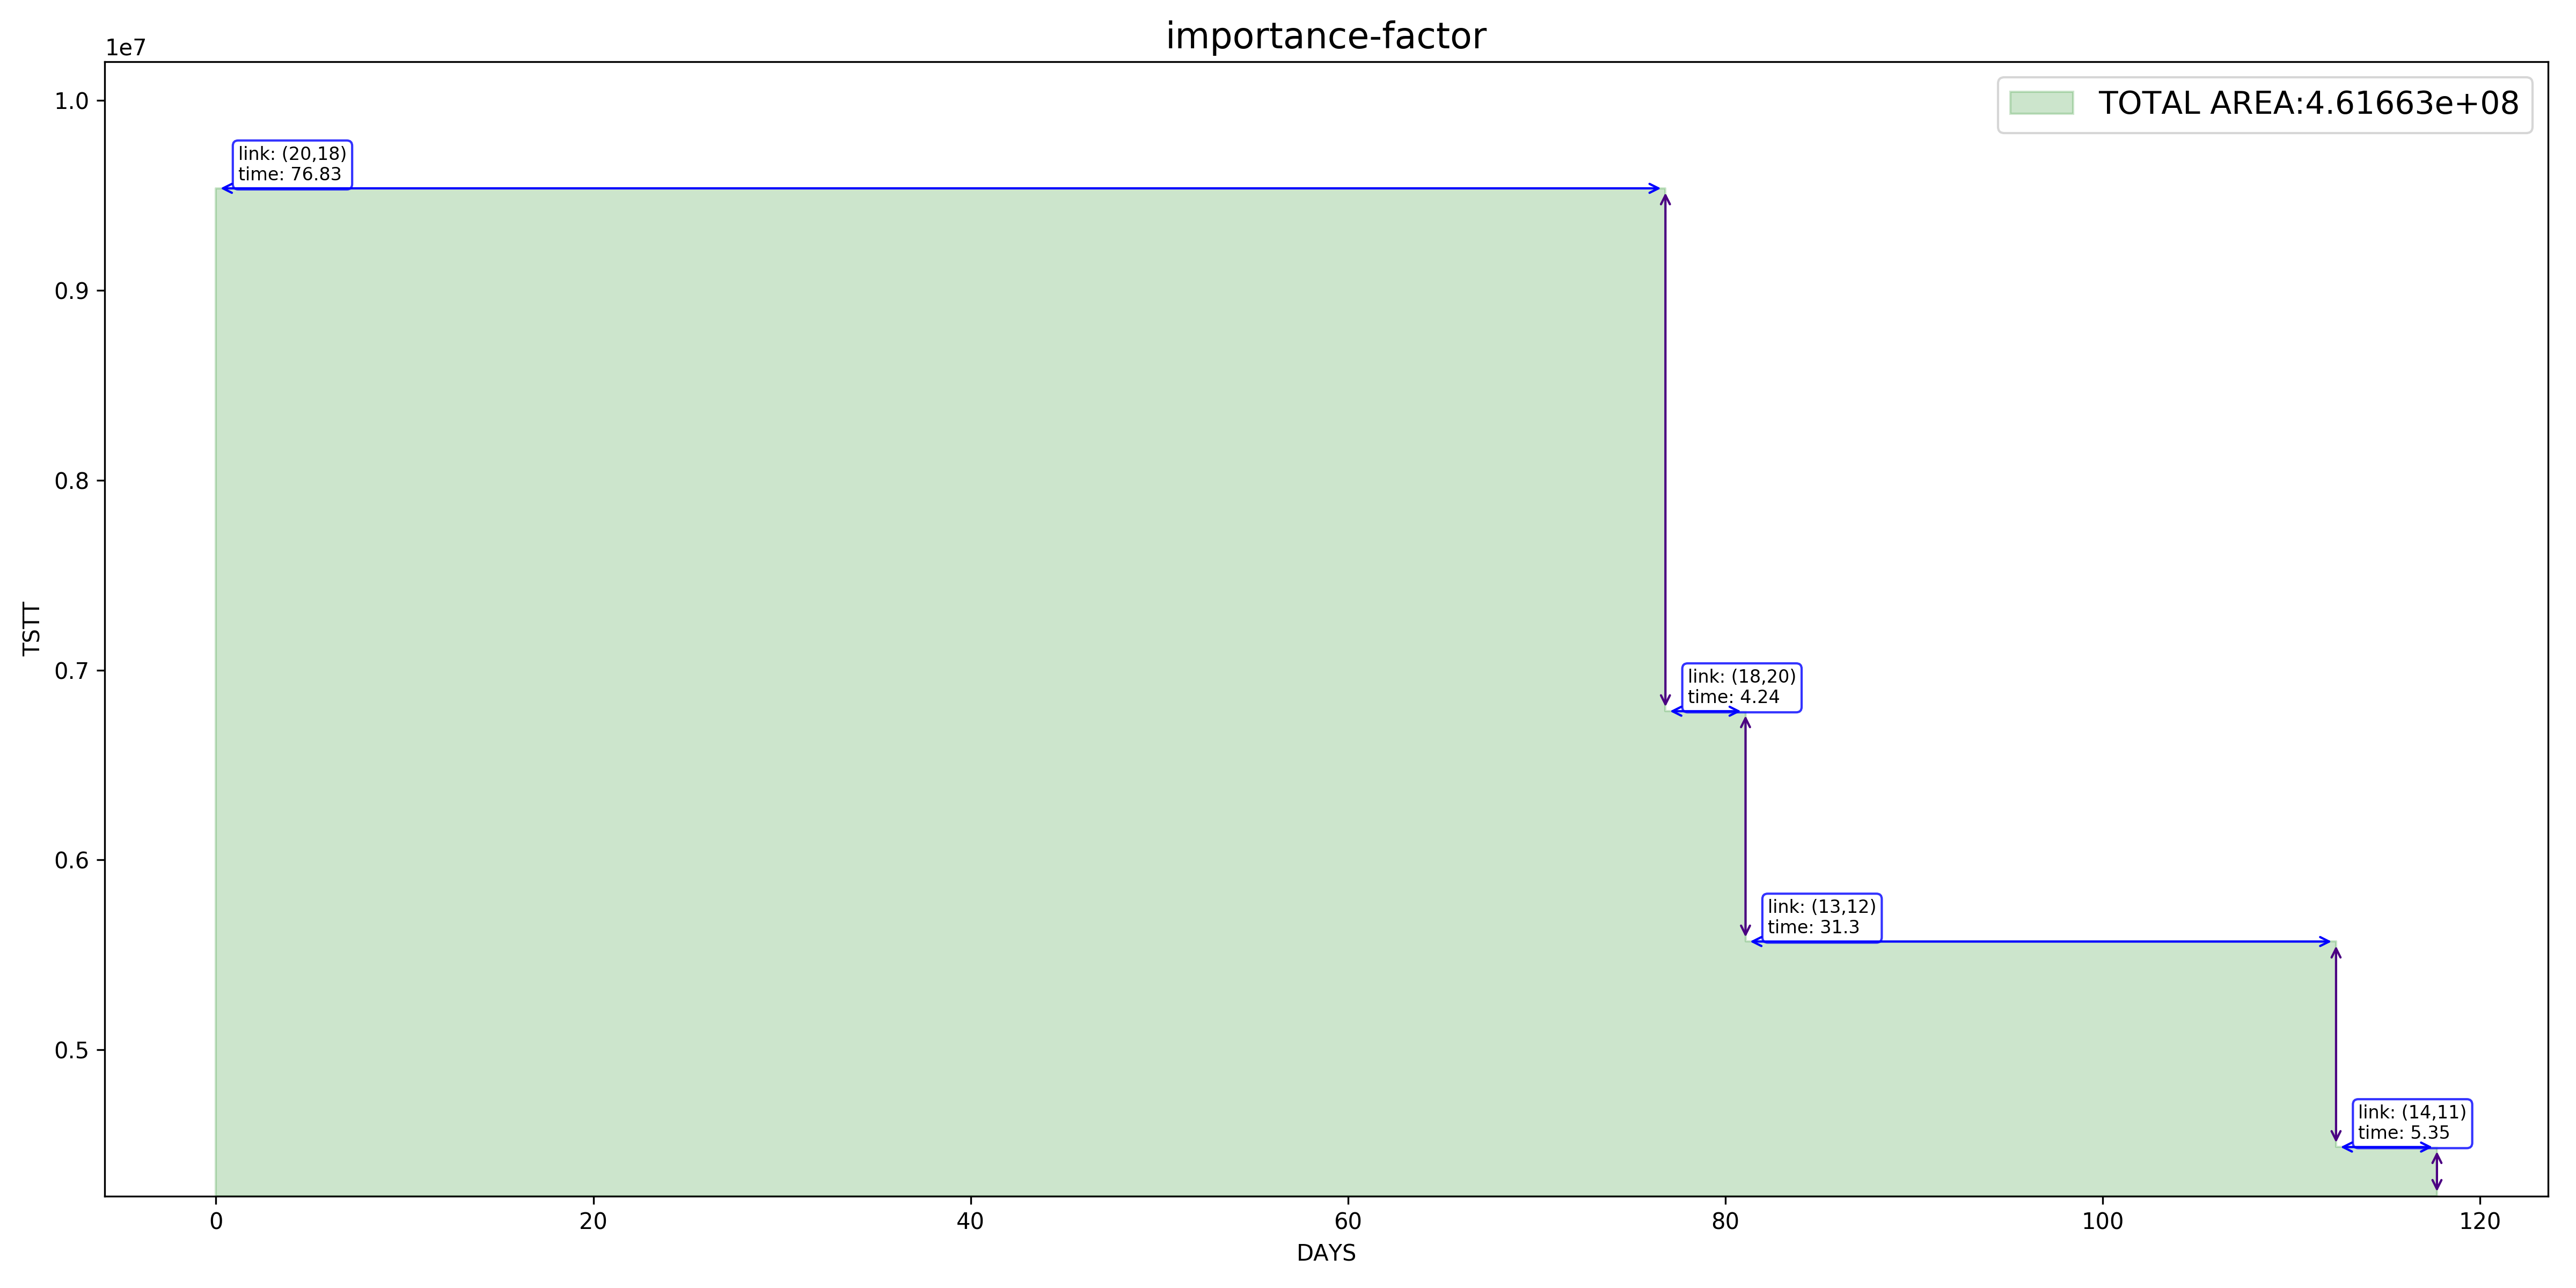 importance-factor
1e7
TOTAL AREA:4.61663e+08
1.0
0.9
0.8
0.7
0.6
0.5
TSTT
link: (20,18)
time: 76.83
link: (18,20)
time: 4.24
link: (13,12)
time: 31.3
link: (14,11)
time: 5.35
0 20 40 60 80 100 120
DAYS